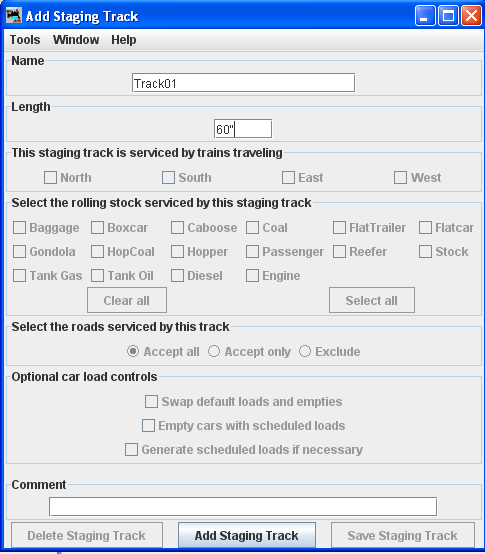 Add Staging Track
Tools Window Help
Name
Track01
Length
60"
This staging track is serviced by trains traveling
North South East West
Select the rolling stock serviced by this staging track
Baggage Boxcar Caboose Coal FlatTrailer Flatcar
Gondola HopCoal Hopper Passenger Reefer Stock
Tank Gas Tank Oil Diesel Engine
Clear all Select all
Select the roads serviced by this track
Accept all Accept only Exclude
Optional car load controls
Swap default loads and empties
Empty cars with scheduled loads
Generate scheduled loads if necessary
Comment
Delete Staging Track Add Staging Track Save Staging Track